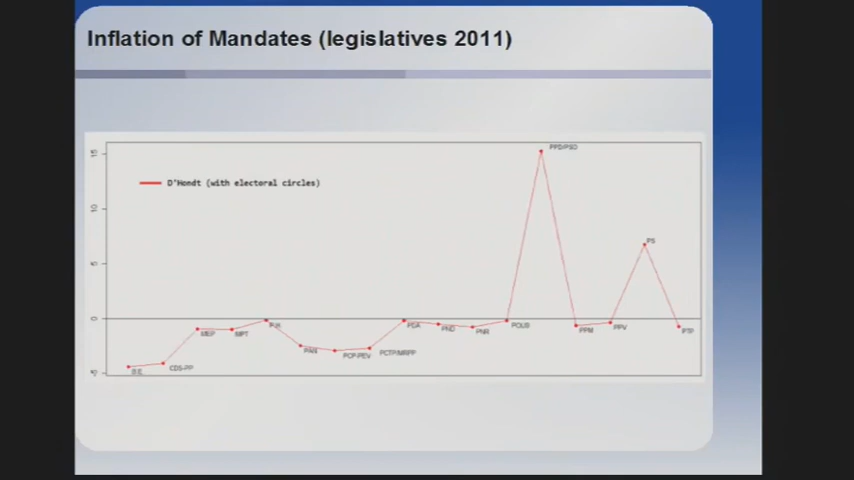 Inflation of Mandates (legislatives 2011)
15
10
5
0
-5
D'Hondt (with electoral circles)
PPD/PSD
PS
MEP
MPT
PAN
PCP-PEV
PCTP/MRPP
CDS-PP
PDA
PND
PNR
POUS
PPM
PPV
PTP